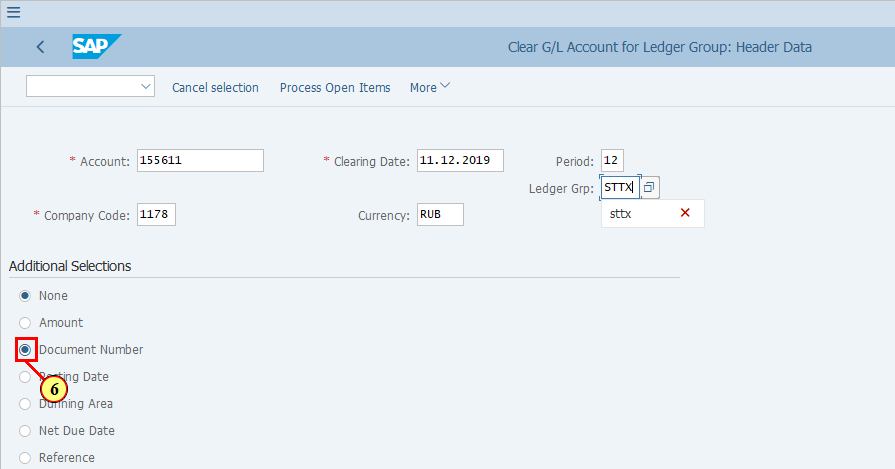 SAP
Clear G/L Account for Ledger Group: Header Data
Cancel selection Process Open Items More
* Account: 155611 * Clearing Date: 11.12.2019 Period: 12
Ledger Grp: STTX
* Company Code: 1178 Currency: RUB sttx
Additional Selections
None
Amount
Document Number
Posting Date
6
Dunning Area
Net Due Date
Reference